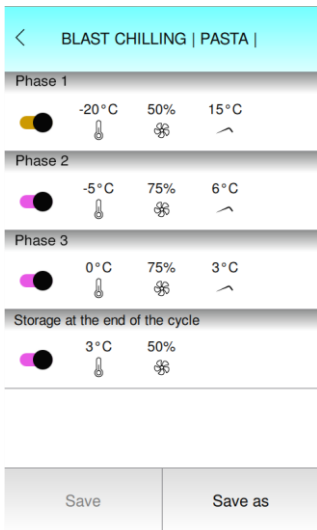 BLAST CHILLING | PASTA |
Phase 1
-20°C 50% 15°C
Phase 2
-5°C 75% 6°C
Phase 3
0°C 75% 3°C
Storage at the end of the cycle
3°C 50%
Save Save as